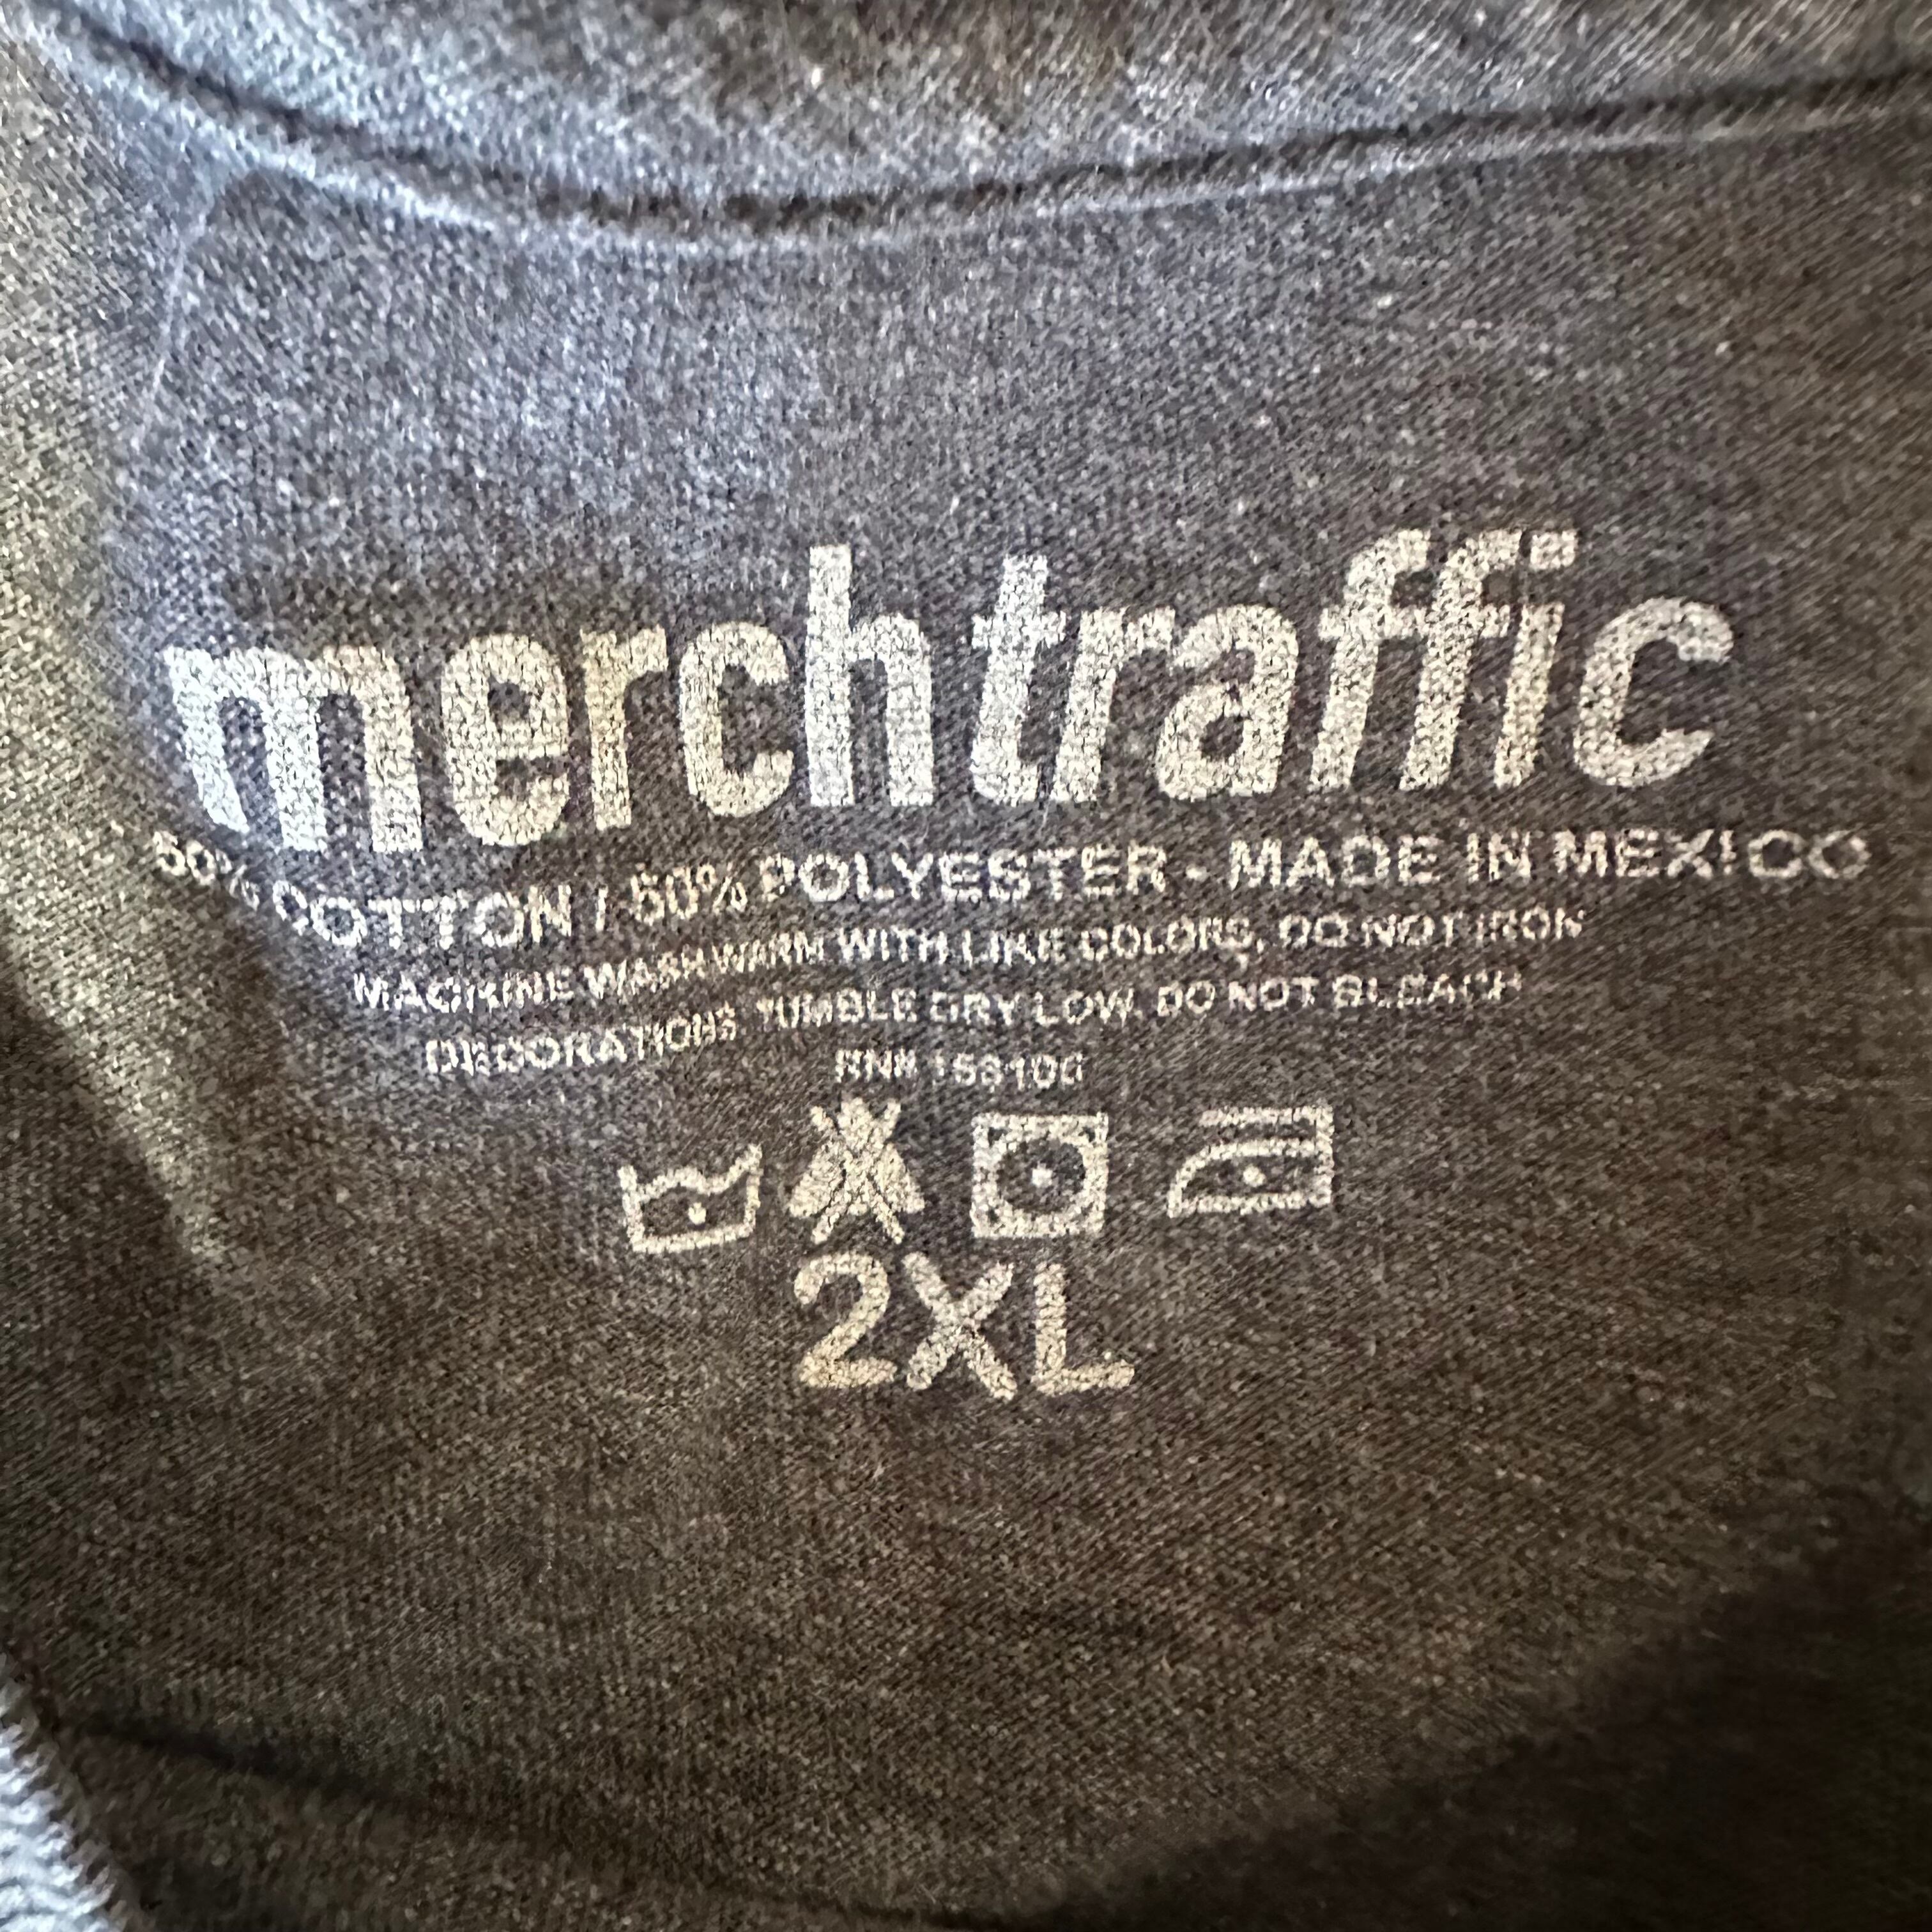 merchtraffic
50% COTTON / 50% POLYESTER - MADE IN MEXICO
MACHINE WASH WARM WITH LIKE COLORS, DO NOT IRON
DECORATIONS TUMBLE DRY LOW. DO NOT BLEACH
RN#
2XL